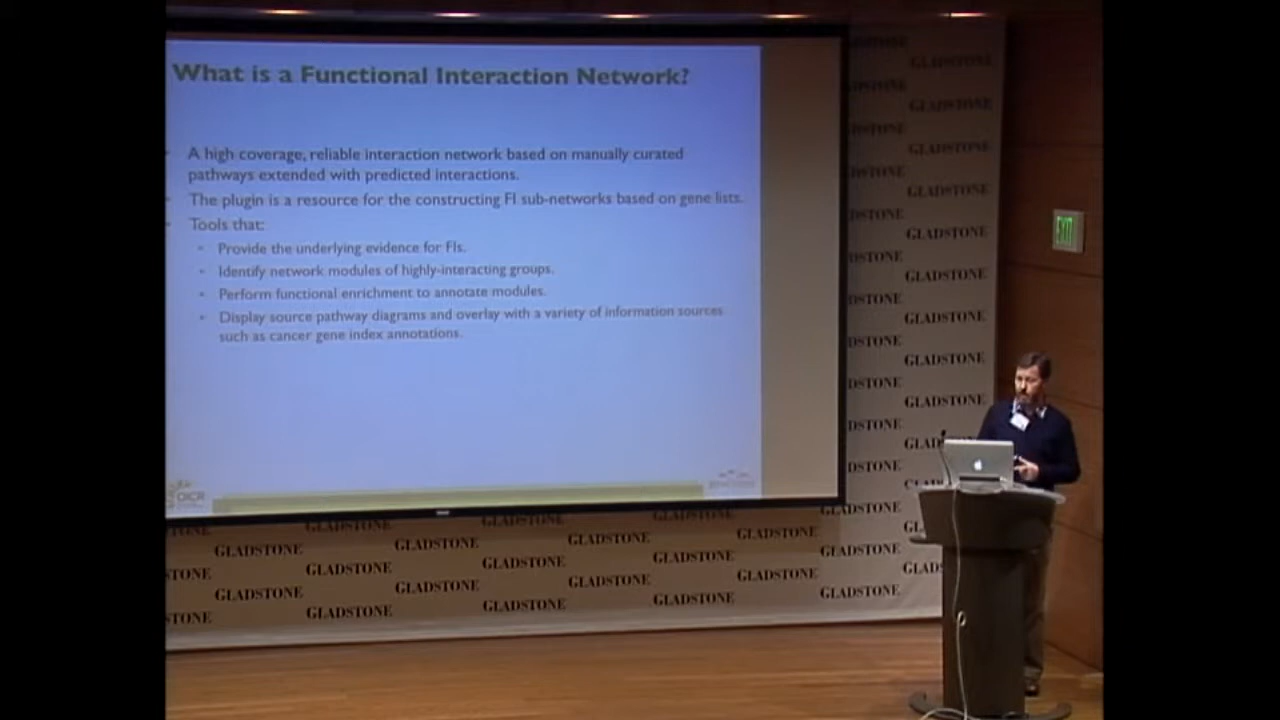 What is a Functional Interaction Network?
A high coverage, reliable interaction network based on manually curated
pathways extended with predicted interactions.
The plugin is a resource for the constructing FI sub-networks based on gene lists.
Tools that:
Provide the underlying evidence for FIs.
Identify network modules of highly-interacting groups.
Perform functional enrichment to annotate modules.
Display source pathway diagrams and overlay with a variety of information sources
such as cancer gene index annotations.
OICR
EXIT
GLADSTONE
GLADSTONE
GLADSTONE
GLADSTONE
GLADSTONE
GLADSTONE
GLADSTONE
GLADSTONE
GLADSTONE
GLADSTONE
GLADSTONE GLADSTONE GLADSTONE GLADSTONE GLADSTONE
GLADSTONE GLADSTONE GLADSTONE GLADSTONE
GLADSTONE GLADSTONE GLADSTONE GLADSTONE
GLADSTONE GLADSTONE GLADSTONE GLADSTONE
GLADSTONE GLADSTONE GLADSTONE GLADSTONE